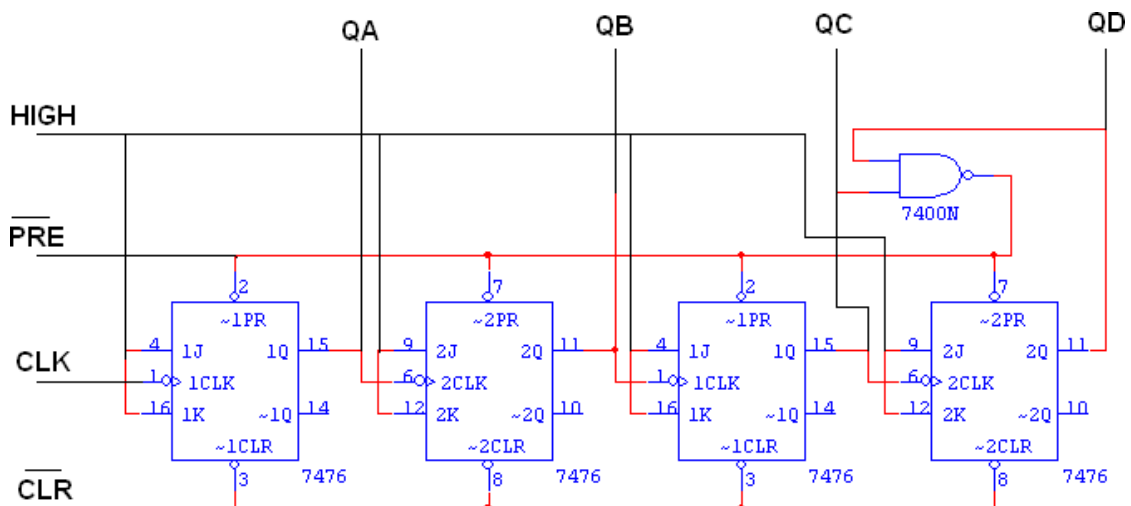 QA QB QC QD
HIGH
7400N
PRE
2 7 2 7
~1PR ~2PR ~1PR ~2PR
4 1J 1Q 15 9 2J 2Q 11 4 1J 1Q 15 9 2J 2Q 11
CLK 1 1CLK 6 2CLK 1 1CLK 6 2CLK
16 1K ~1Q 14 12 2K ~2Q 10 16 1K ~1Q 14 12 2K ~2Q 10
~1CLR ~2CLR ~1CLR ~2CLR
CLR 3 7476 8 7476 3 7476 8 7476